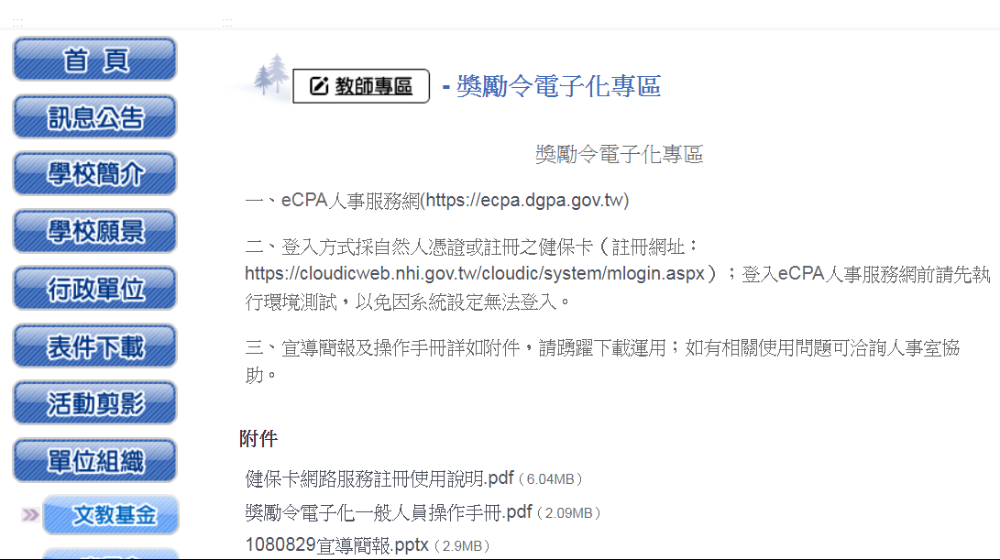 首 頁
訊息公告
學校簡介
學校願景
行政單位
表件下載
活動剪影
單位組織
文教基金
教師專區 - 獎勵令電子化專區
獎勵令電子化專區
一、eCPA人事服務網(https://ecpa.dgpa.gov.tw)
二、登入方式採自然人憑證或註冊之健保卡（註冊網址：
https://cloudicweb.nhi.gov.tw/cloudic/system/mlogin.aspx）；登入eCPA人事服務網前請先執
行環境測試，以免因系統設定無法登入。
三、宣導簡報及操作手冊詳如附件，請踴躍下載運用；如有相關使用問題可洽詢人事室協
助。
附件
健保卡網路服務註冊使用說明.pdf（6.04MB）
獎勵令電子化一般人員操作手冊.pdf（2.09MB）
1080829宣導簡報.pptx（2.9MB）